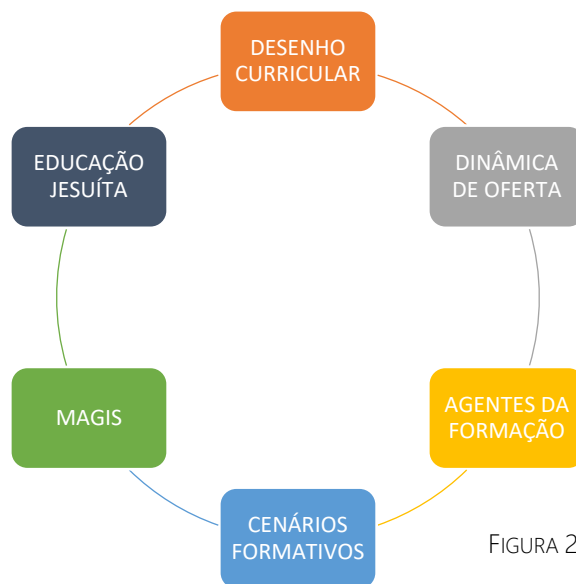 DESENHO
CURRICULAR
EDUCAÇÃO
JESUÍTA
DINÂMICA
DE OFERTA
MAGIS
AGENTES DA
FORMAÇÃO
CENÁRIOS
FORMATIVOS
FIGURA 2